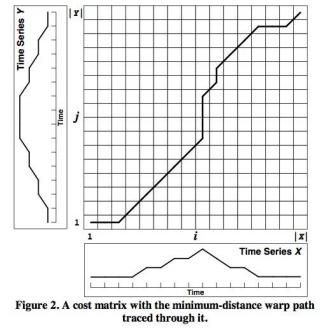 Time Series Y
Time
|Y|
j
1
1
i
|X|
Time Series X
Time
Figure 2. A cost matrix with the minimum-distance warp path
traced through it.